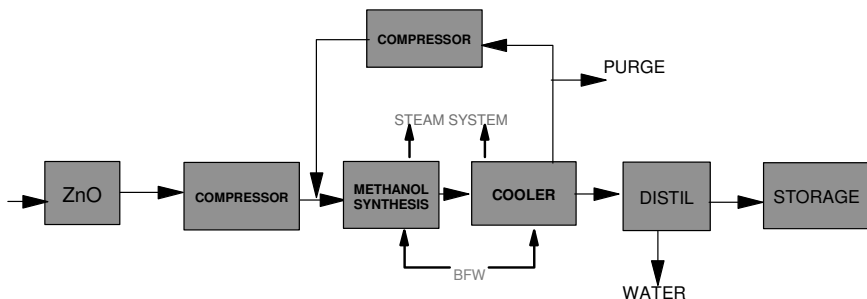 COMPRESSOR
PURGE
STEAM SYSTEM
ZnO
COMPRESSOR
METHANOL
SYNTHESIS
COOLER
DISTIL
STORAGE
BFW
WATER